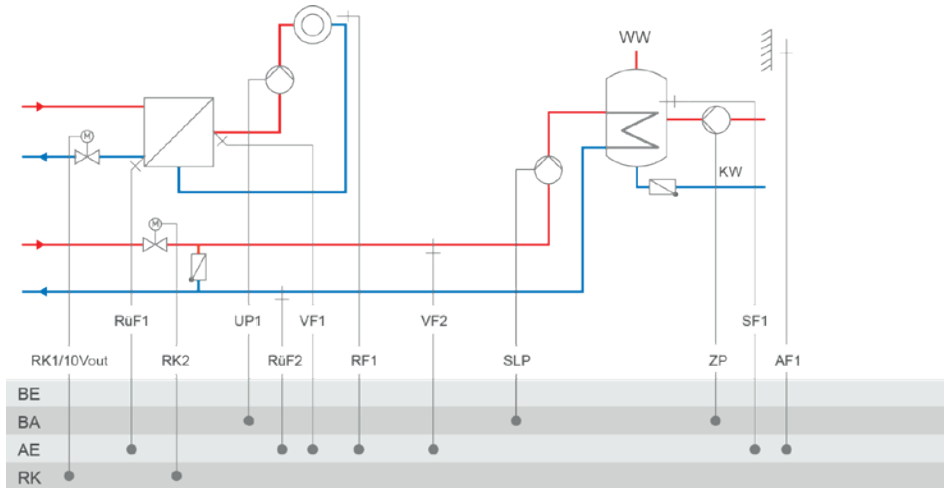 WW
M
KW
M
RüF1 UP1 VF1 VF2 SF1
RK1/10Vout RK2 RüF2 RF1 SLP ZP AF1
BE
BA
AE
RK